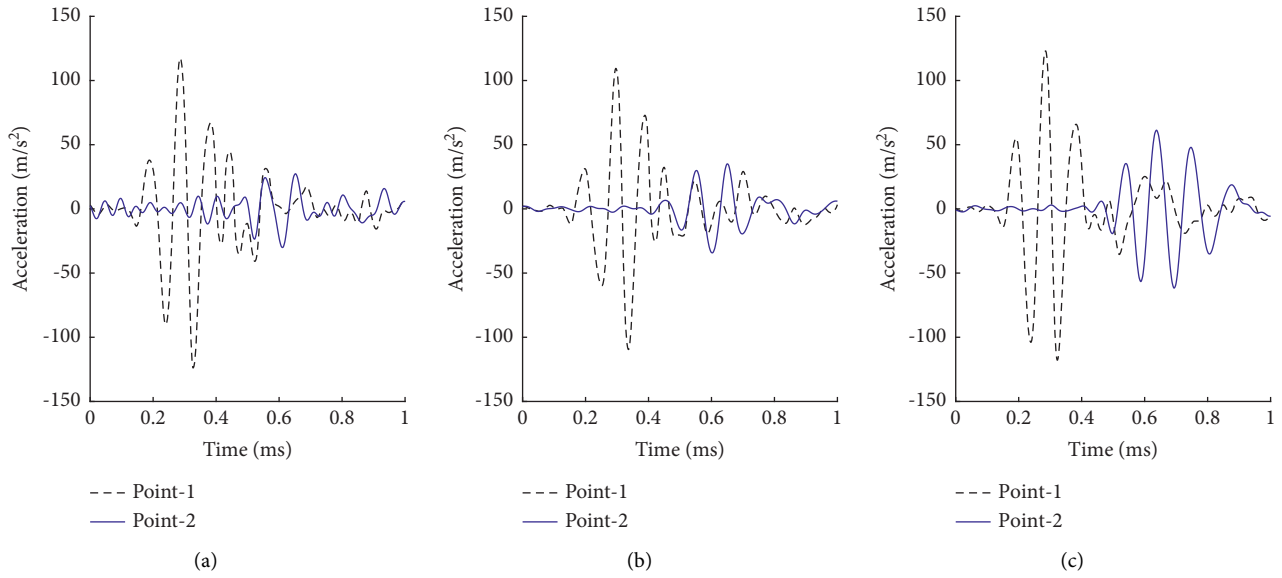 150
100
50
0
-50
-100
-150
Acceleration (m/s²)
0 0.2 0.4 0.6 0.8 1
Time (ms)
Point-1
Point-2
(a)
150
100
50
0
-50
-100
-150
Acceleration (m/s²)
0 0.2 0.4 0.6 0.8 1
Time (ms)
Point-1
Point-2
(b)
150
100
50
0
-50
-100
-150
Acceleration (m/s²)
0 0.2 0.4 0.6 0.8 1
Time (ms)
Point-1
Point-2
(c)